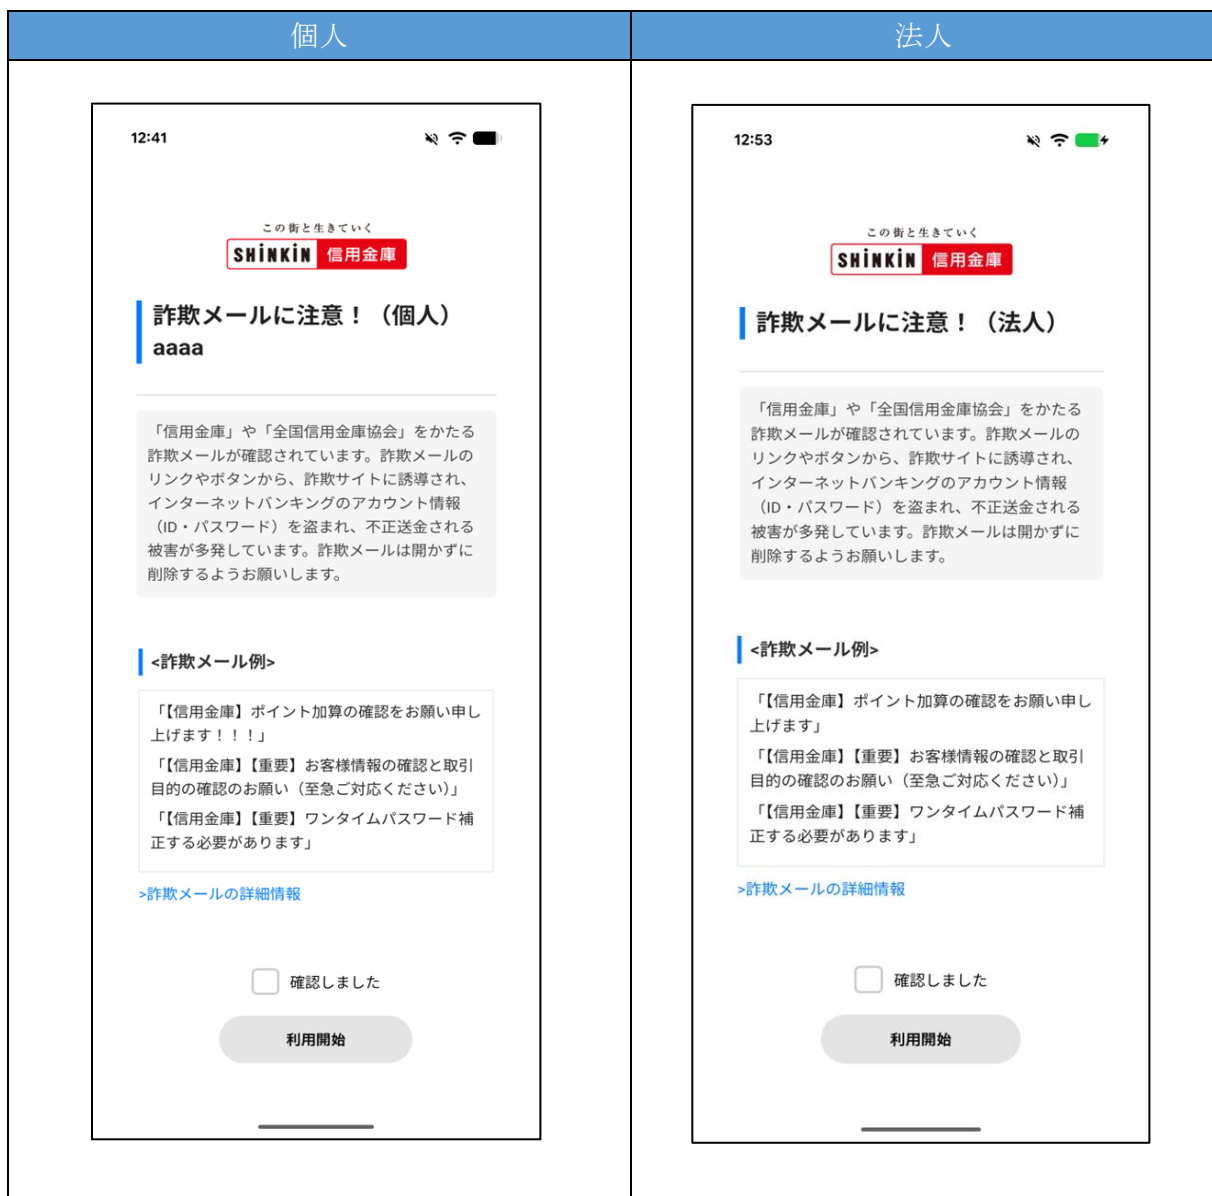 個人
12:41
この街と生きていく
SHINKIN 信用金庫
詐欺メールに注意！（個人）
aaaa
「信用金庫」や「全国信用金庫協会」をかたる
詐欺メールが確認されています。詐欺メールの
リンクやボタンから、詐欺サイトに誘導され、
インターネットバンキングのアカウント情報
（ID・パスワード）を盗まれ、不正送金される
被害が多発しています。詐欺メールは開かずに
削除するようお願いします。
<詐欺メール例>
「【信用金庫】ポイント加算の確認をお願い申し
上げます！！！」
「【信用金庫】【重要】お客様情報の確認と取引
目的の確認のお願い（至急ご対応ください）」
「【信用金庫】【重要】ワンタイムパスワード補
正する必要があります」
>詐欺メールの詳細情報
確認しました
利用開始
法人
12:53
この街と生きていく
SHINKIN 信用金庫
詐欺メールに注意！（法人）
「信用金庫」や「全国信用金庫協会」をかたる
詐欺メールが確認されています。詐欺メールの
リンクやボタンから、詐欺サイトに誘導され、
インターネットバンキングのアカウント情報
（ID・パスワード）を盗まれ、不正送金される
被害が多発しています。詐欺メールは開かずに
削除するようお願いします。
<詐欺メール例>
「【信用金庫】ポイント加算の確認をお願い申し
上げます」
「【信用金庫】【重要】お客様情報の確認と取引
目的の確認のお願い（至急ご対応ください）」
「【信用金庫】【重要】ワンタイムパスワード補
正する必要があります」
>詐欺メールの詳細情報
確認しました
利用開始